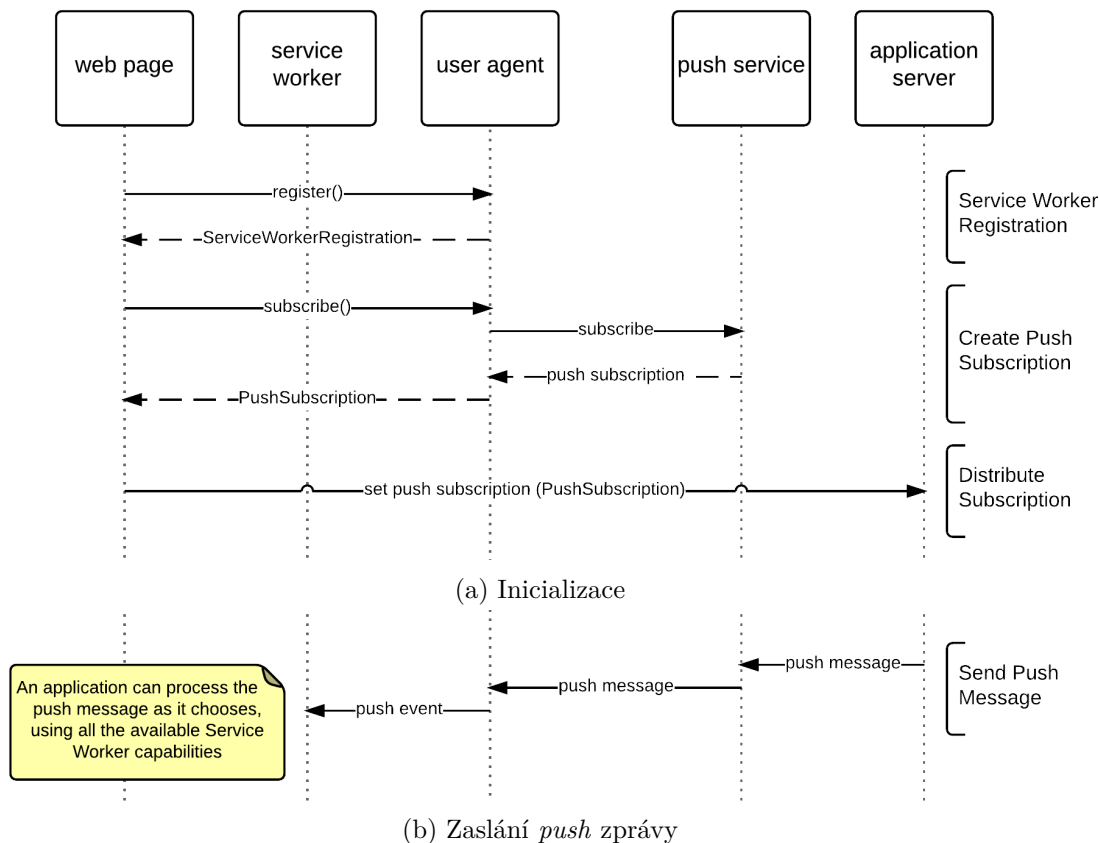 web page
service
worker
user agent
push service
application
server
register()
Service Worker
Registration
ServiceWorkerRegistration
subscribe()
subscribe
Create Push
Subscription
push subscription
PushSubscription
set push subscription (PushSubscription)
Distribute
Subscription
(a) Inicializace
push message
Send Push
Message
push message
push event
An application can process the
push message as it chooses,
using all the available Service
Worker capabilities
(b) Zaslání push zprávy